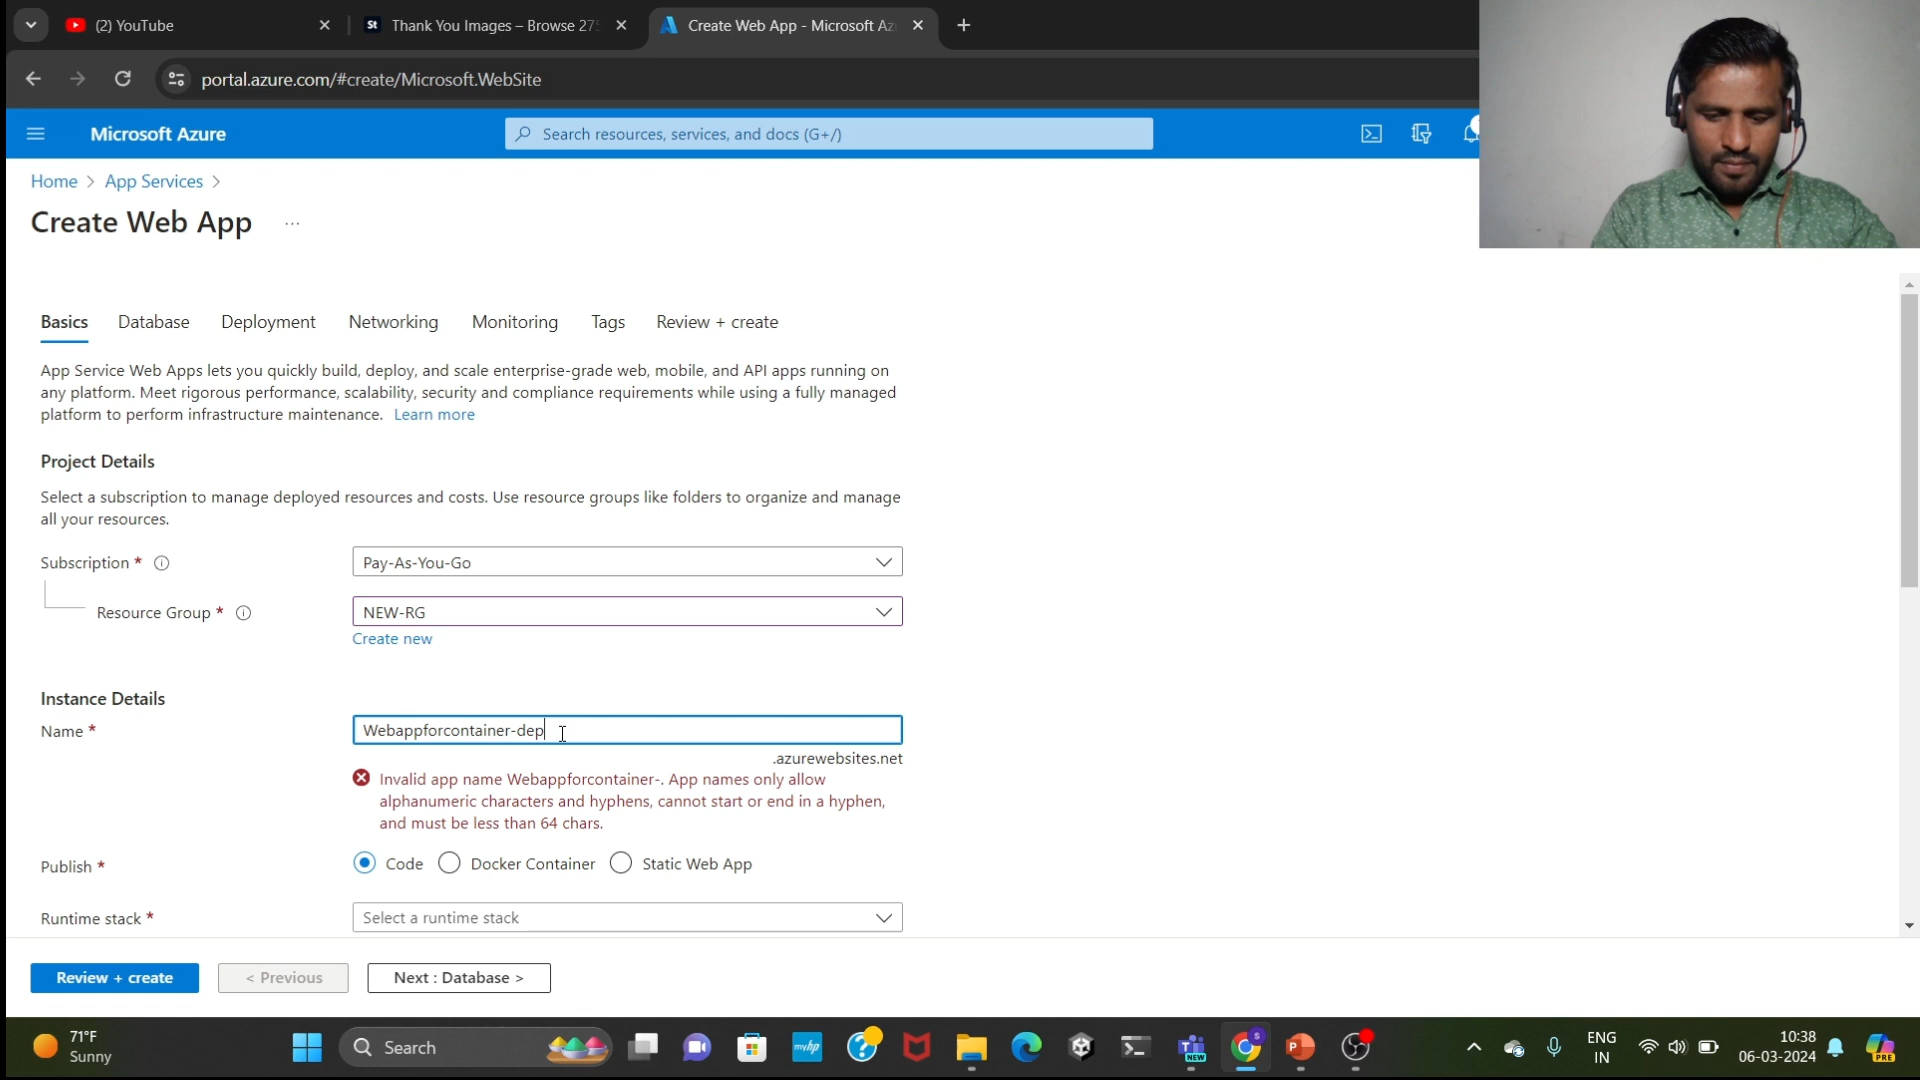 (2) YouTube
Thank You Images – Browse 27
Create Web App - Microsoft Az
portal.azure.com/#create/Microsoft.WebSite
Microsoft Azure
Search resources, services, and docs (G+/)
Home > App Services >
Create Web App ...
Basics Database Deployment Networking Monitoring Tags Review + create
App Service Web Apps lets you quickly build, deploy, and scale enterprise-grade web, mobile, and API apps running on
any platform. Meet rigorous performance, scalability, security and compliance requirements while using a fully managed
platform to perform infrastructure maintenance. Learn more
Project Details
Select a subscription to manage deployed resources and costs. Use resource groups like folders to organize and manage
all your resources.
Subscription * Pay-As-You-Go
Resource Group * NEW-RG
Create new
Instance Details
Name * Webappforcontainer-dep
.azurewebsites.net
Invalid app name Webappforcontainer-. App names only allow
alphanumeric characters and hyphens, cannot start or end in a hyphen,
and must be less than 64 chars.
Publish * Code Docker Container Static Web App
Runtime stack * Select a runtime stack
Review + create < Previous Next : Database >
71°F
Sunny
Search
myhp
NEW
ENG
IN
10:38
06-03-2024
PRE